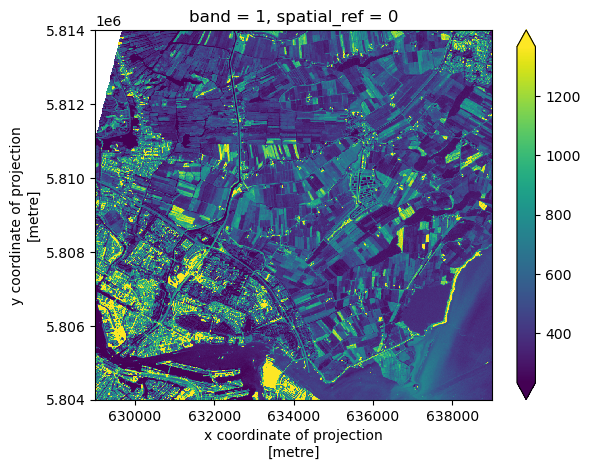 band = 1, spatial_ref = 0
1e6
5.814
5.812
5.810
5.808
5.806
5.804
y coordinate of projection
[metre]
630000 632000 634000 636000 638000
x coordinate of projection
[metre]
1200
1000
800
600
400